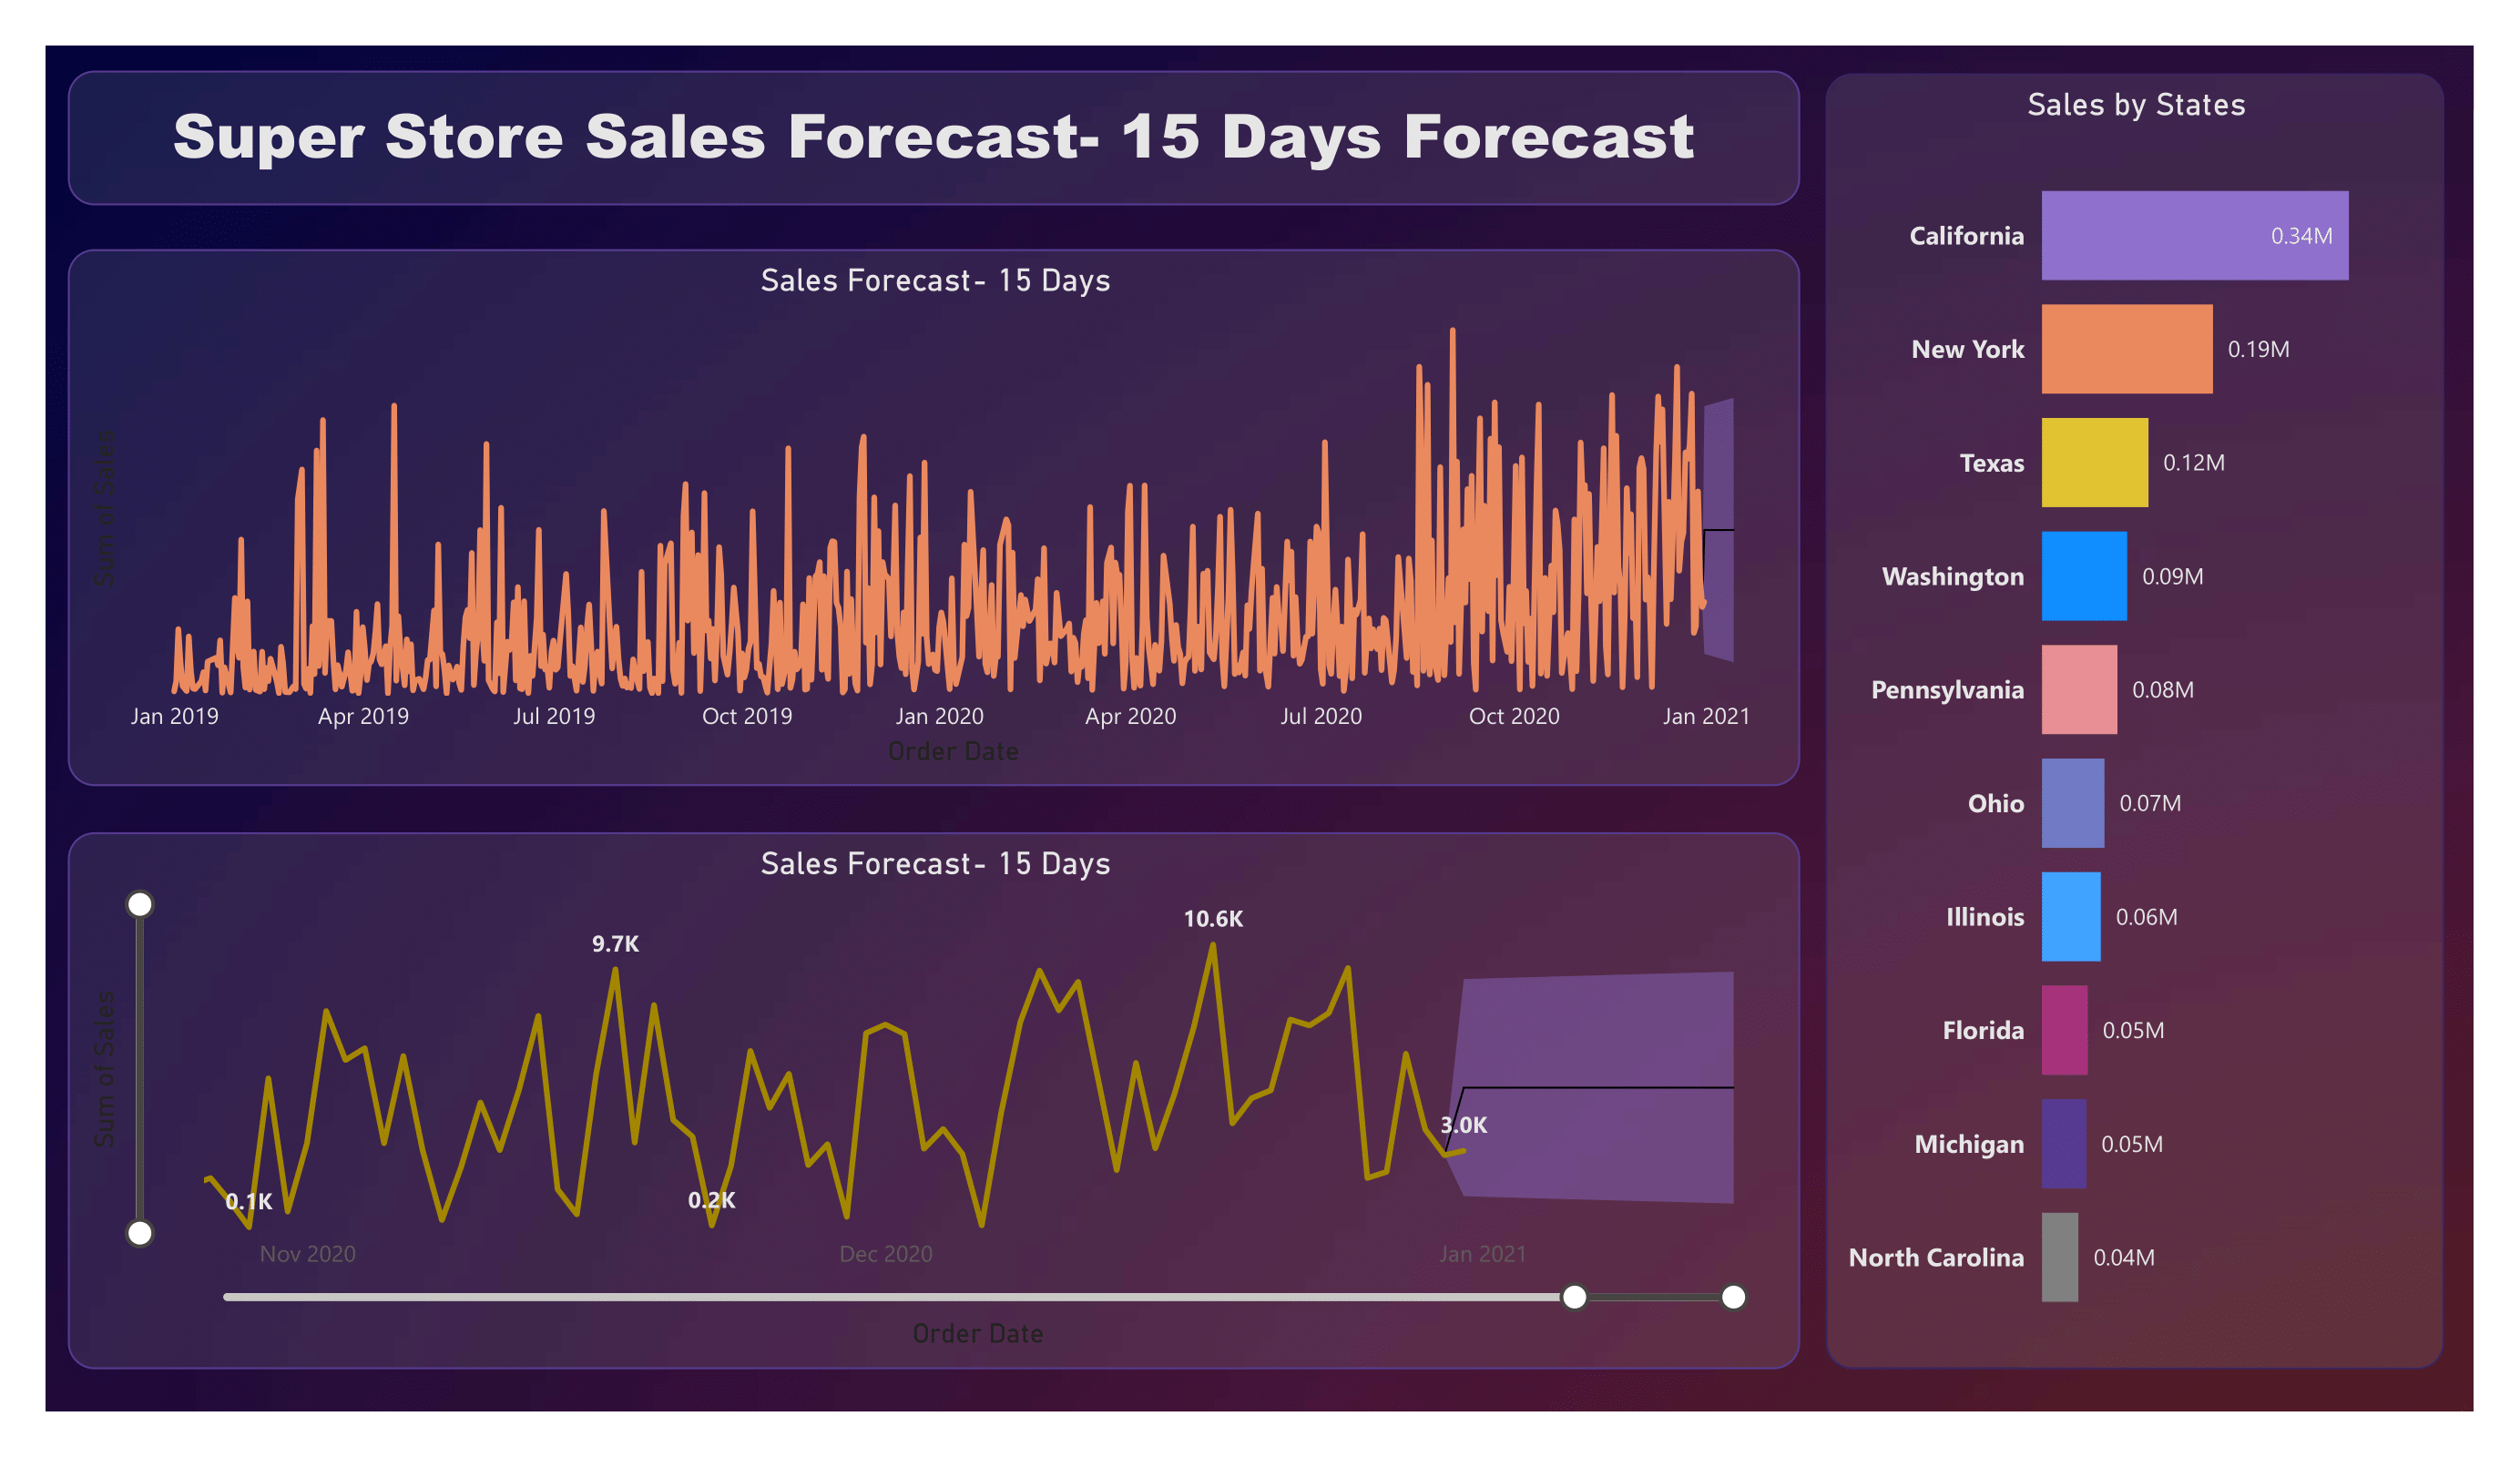 Super Store Sales Forecast- 15 Days Forecast
Sales Forecast- 15 Days
Sum of Sales
Jan 2019 Apr 2019 Jul 2019 Oct 2019 Jan 2020 Apr 2020 Jul 2020 Oct 2020 Jan 2021
Order Date
Sales Forecast- 15 Days
Sum of Sales
10.6K
9.7K
3.0K
0.1K 0.2K
Nov 2020 Dec 2020 Jan 2021
Order Date
Sales by States
California 0.34M
New York 0.19M
Texas 0.12M
Washington 0.09M
Pennsylvania 0.08M
Ohio 0.07M
Illinois 0.06M
Florida 0.05M
Michigan 0.05M
North Carolina 0.04M